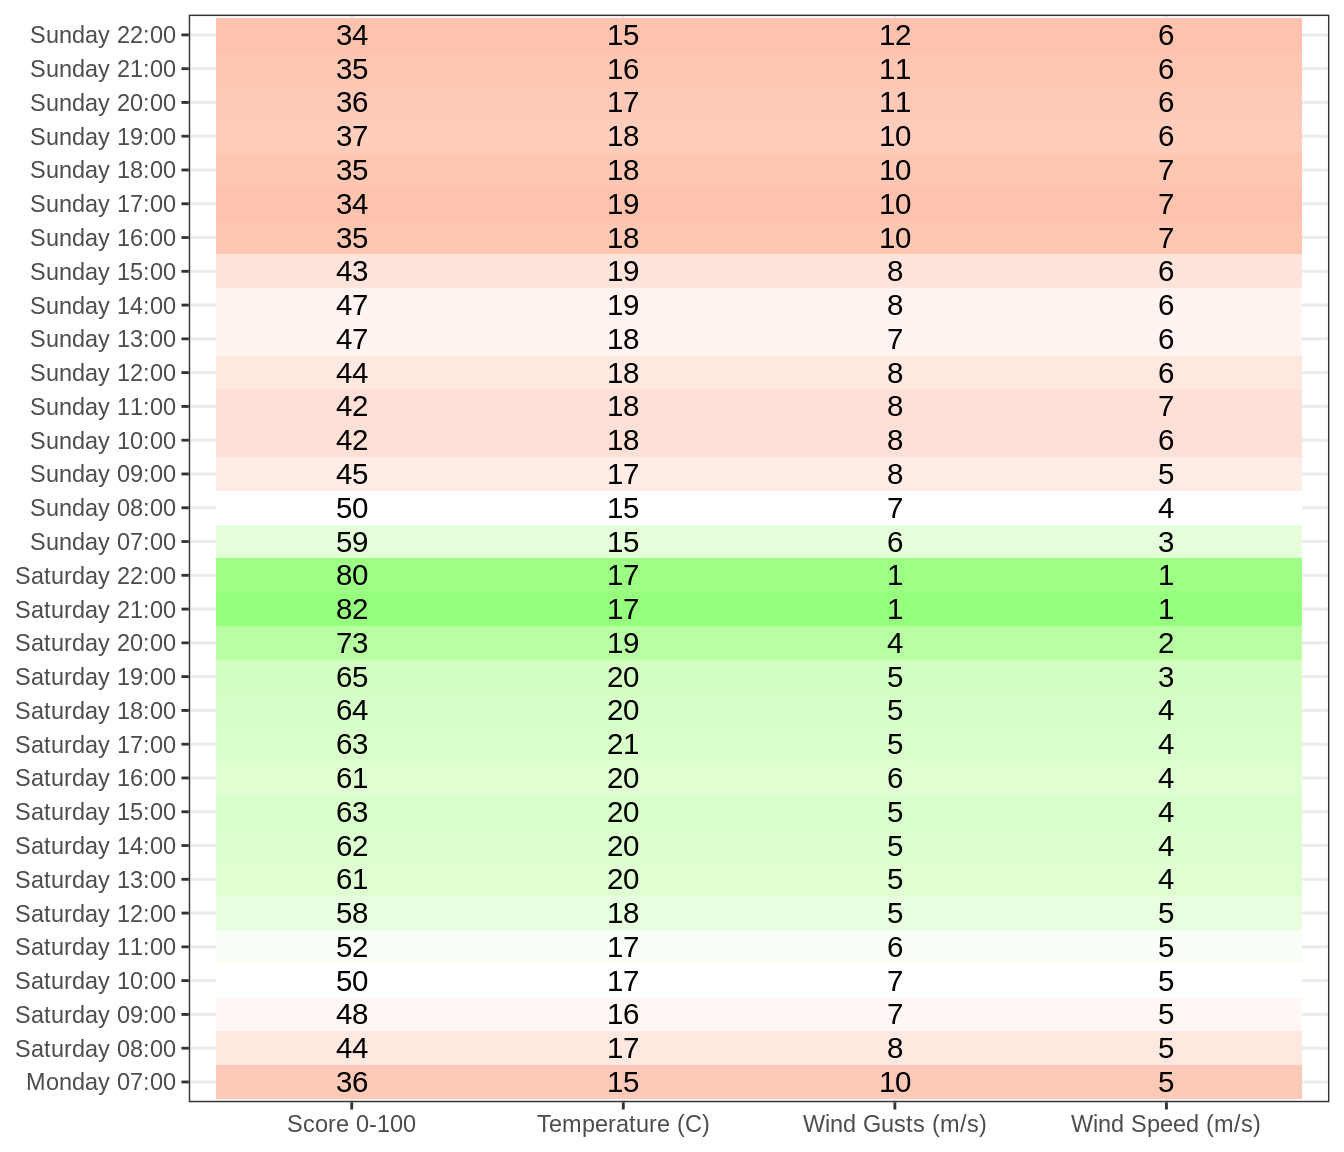 Sunday 22:00 34 15 12 6
Sunday 21:00 35 16 11 6
Sunday 20:00 36 17 11 6
Sunday 19:00 37 18 10 6
Sunday 18:00 35 18 10 7
Sunday 17:00 34 19 10 7
Sunday 16:00 35 18 10 7
Sunday 15:00 43 19 8 6
Sunday 14:00 47 19 8 6
Sunday 13:00 47 18 7 6
Sunday 12:00 44 18 8 6
Sunday 11:00 42 18 8 7
Sunday 10:00 42 18 8 6
Sunday 09:00 45 17 8 5
Sunday 08:00 50 15 7 4
Sunday 07:00 59 15 6 3
Saturday 22:00 80 17 1 1
Saturday 21:00 82 17 1 1
Saturday 20:00 73 19 4 2
Saturday 19:00 65 20 5 3
Saturday 18:00 64 20 5 4
Saturday 17:00 63 21 5 4
Saturday 16:00 61 20 6 4
Saturday 15:00 63 20 5 4
Saturday 14:00 62 20 5 4
Saturday 13:00 61 20 5 4
Saturday 12:00 58 18 5 5
Saturday 11:00 52 17 6 5
Saturday 10:00 50 17 7 5
Saturday 09:00 48 16 7 5
Saturday 08:00 44 17 8 5
Monday 07:00 36 15 10 5
Score 0-100 Temperature (C) Wind Gusts (m/s) Wind Speed (m/s)